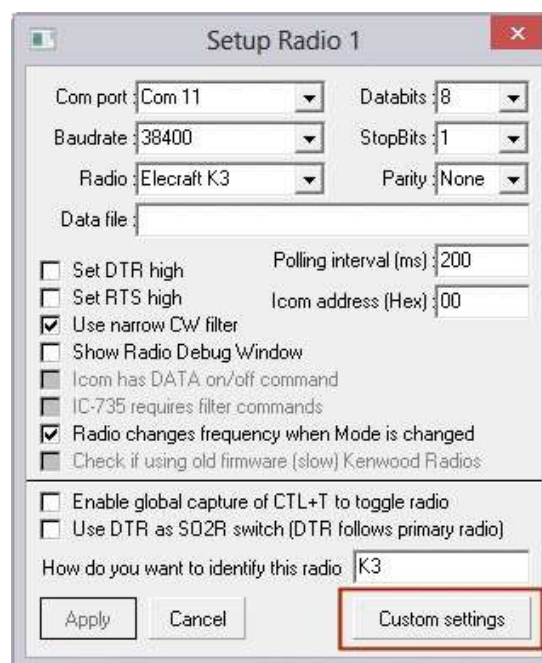 Setup Radio 1
Com port : Com 11 Databits : 8
Baudrate : 38400 StopBits : 1
Radio : Elecraft K3 Parity : None
Data file :
Set DTR high Polling interval (ms) : 200
Set RTS high Icom address (Hex) : 00
Use narrow CW filter
Show Radio Debug Window
Icom has DATA on/off command
IC-735 requires filter commands
Radio changes frequency when Mode is changed
Check if using old firmware (slow) Kenwood Radios
Enable global capture of CTL+T to toggle radio
Use DTR as SO2R switch (DTR follows primary radio)
How do you want to identify this radio K3
Apply Cancel Custom settings